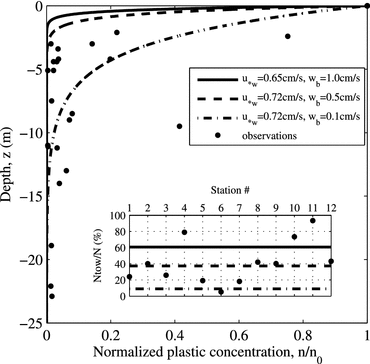 0
−5
−10
−15
−20
−25
Depth, z (m)
u*w=0.65cm/s, wb=1.0cm/s
u*w=0.72cm/s, wb=0.5cm/s
u*w=0.72cm/s, wb=0.1cm/s
observations
Station #
1 2 3 4 5 6 7 8 9 10 11 12
100
80
60
40
20
0
Ntow/N (%)
0 0.2 0.4 0.6 0.8 1
Normalized plastic concentration, n/n0